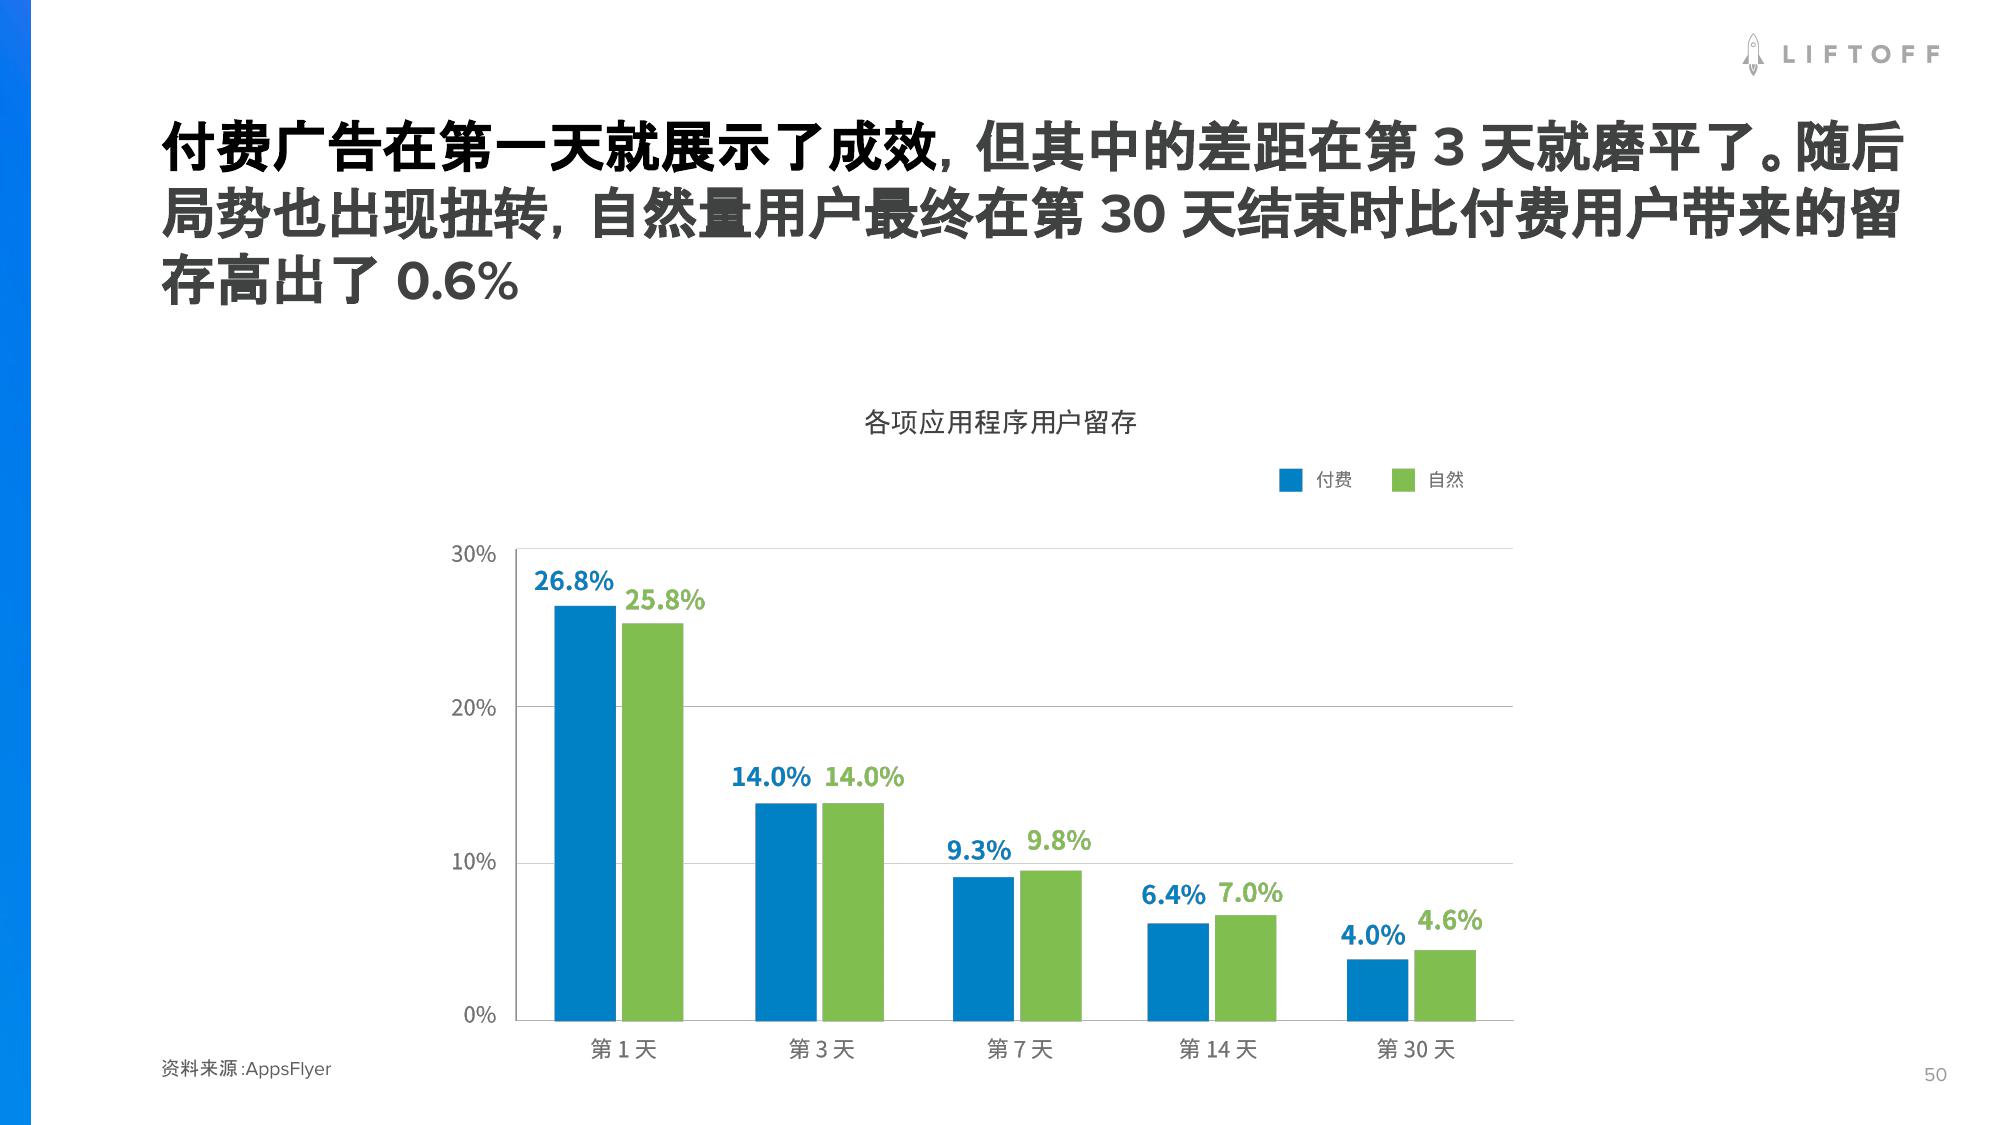 LIFTOFF
付费广告在第一天就展示了成效，但其中的差距在第 3 天就磨平了。随后
局势也出现扭转，自然量用户最终在第 30 天结束时比付费用户带来的留
存高出了 0.6%
各项应用程序用户留存
付费 自然
30%
26.8% 25.8%
20%
14.0% 14.0%
9.3% 9.8%
10%
6.4% 7.0%
4.0% 4.6%
0%
第 1 天 第 3 天 第 7 天 第 14 天 第 30 天
资料来源:AppsFlyer
50